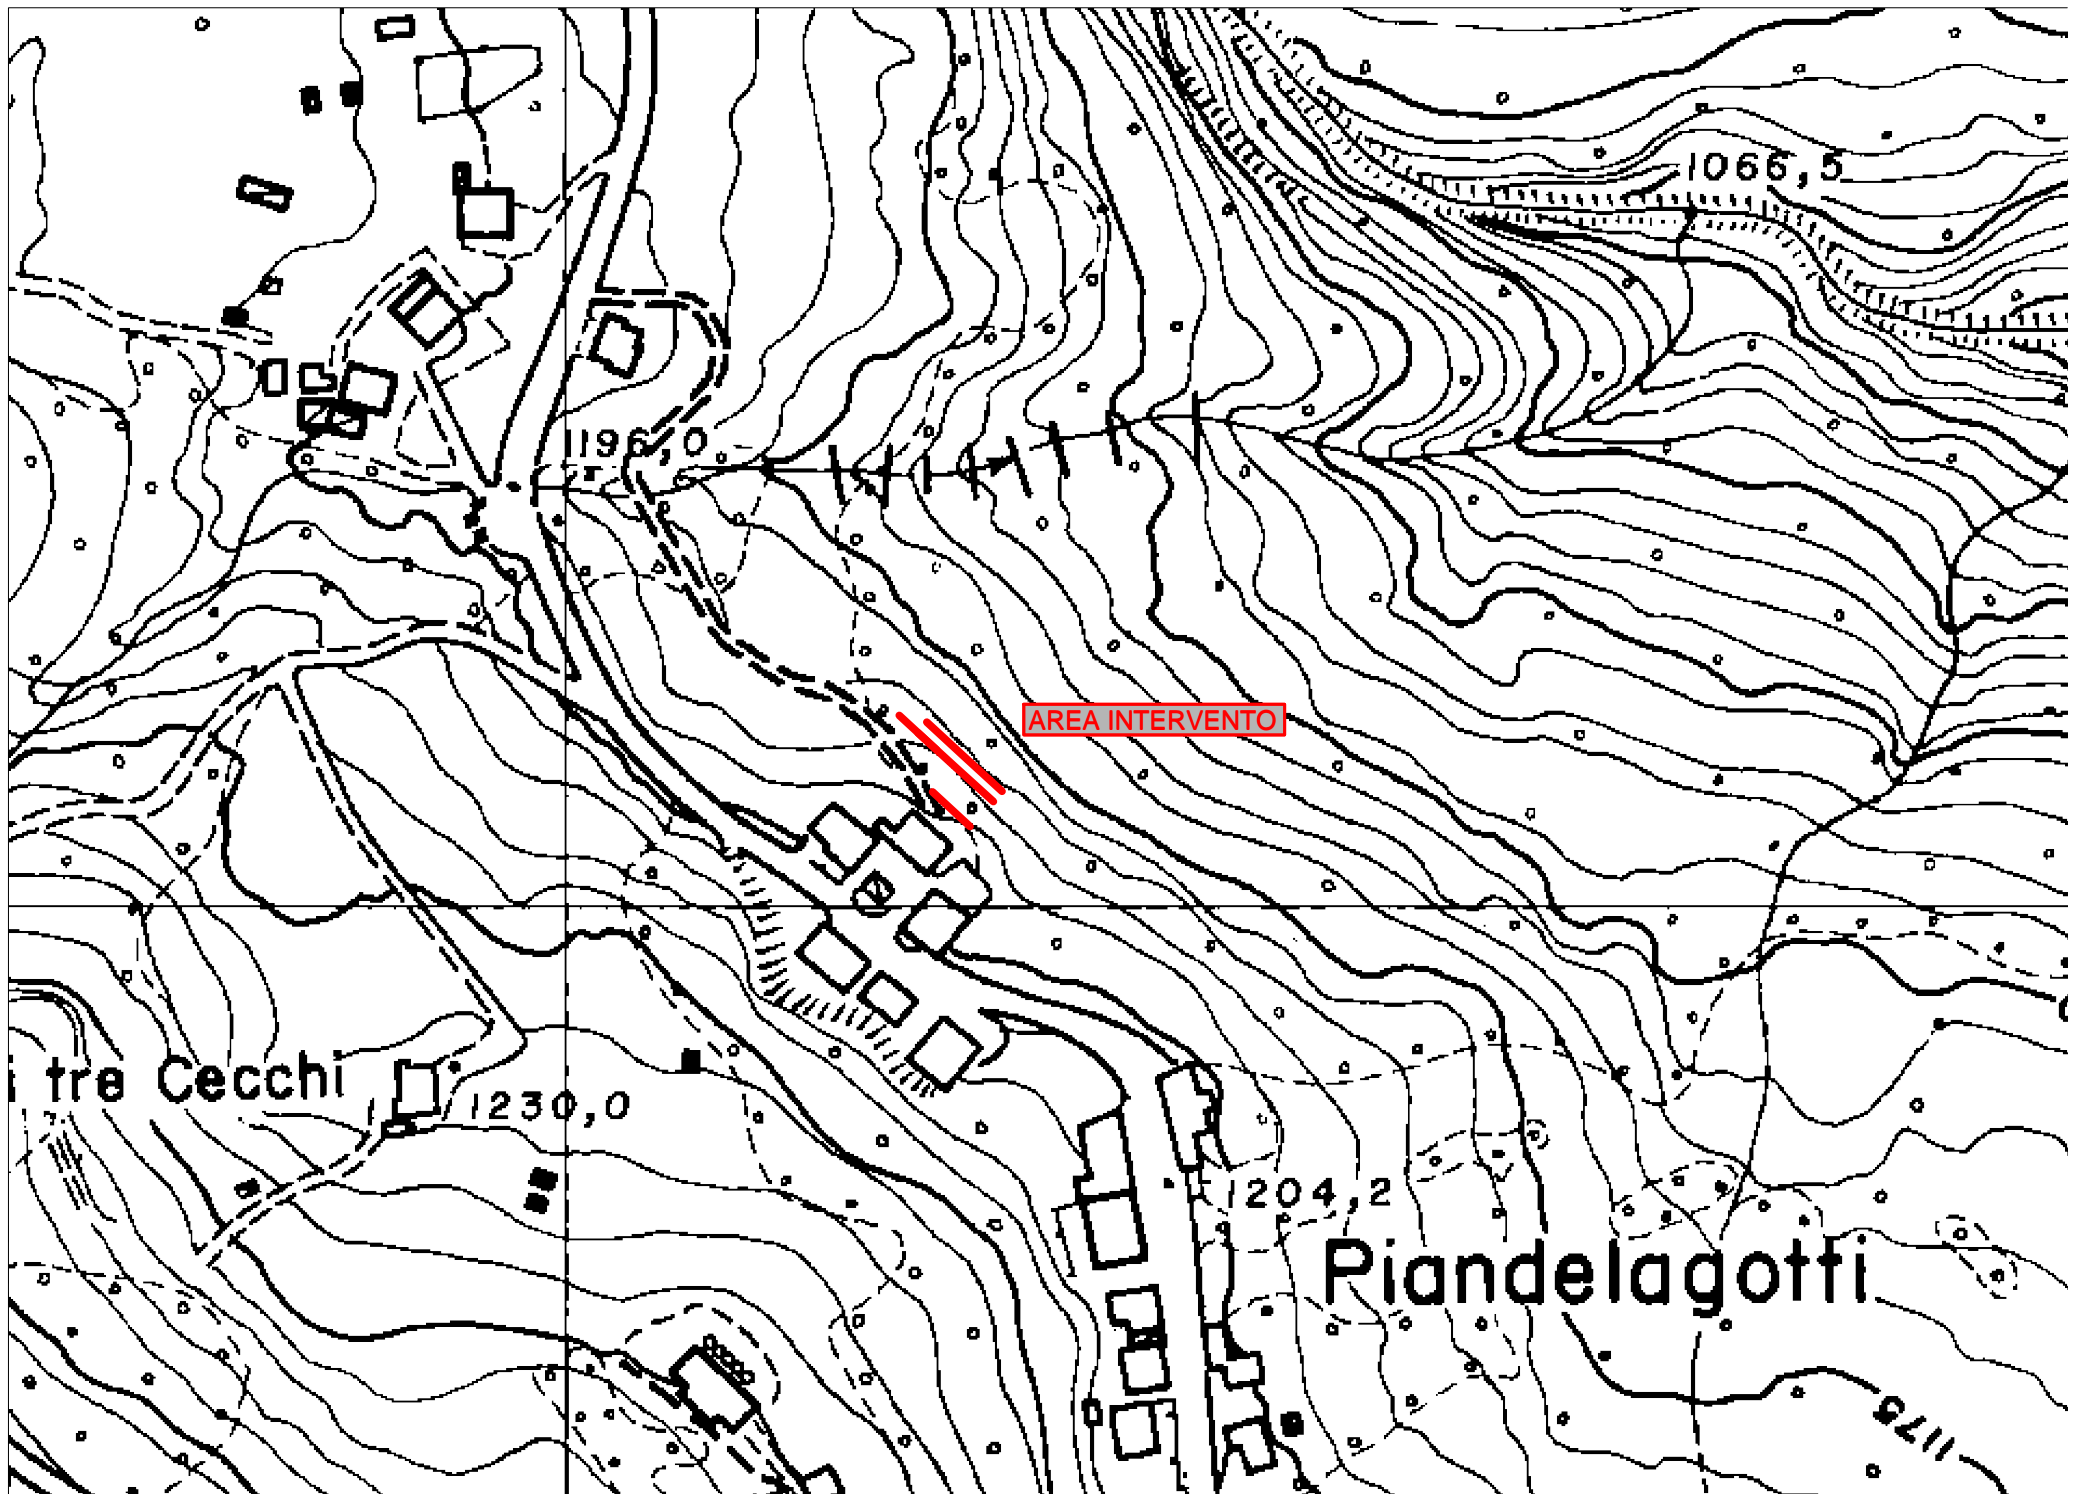 1066,5
1196,0
AREA INTERVENTO
i tre Cecchi
1230,0
1204,2
Piandelagotti
1175